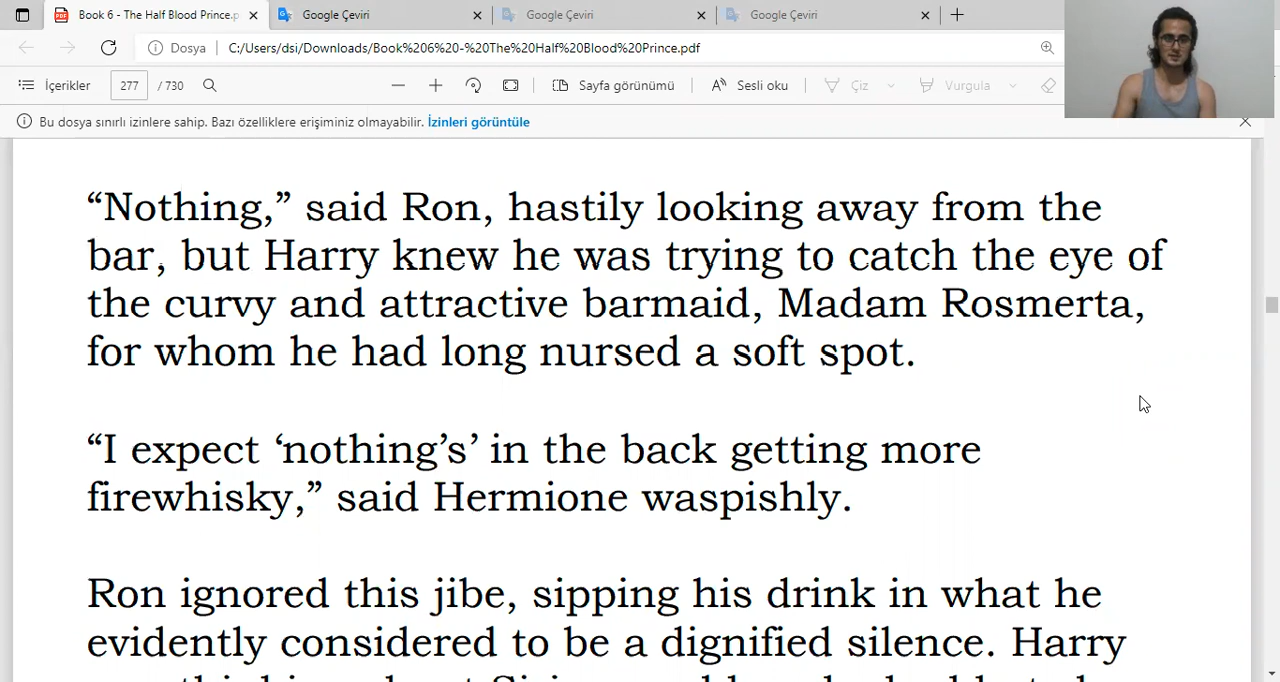 Book 6 - The Half Blood Prince.p
Google Çeviri
Google Çeviri
Google Çeviri
Dosya
C:/Users/dsi/Downloads/Book%206%20-%20The%20Half%20Blood%20Prince.pdf
İçerikler 277 / 730 Sayfa görünümü Sesli oku Çiz Vurgula
Bu dosya sınırlı izinlere sahip. Bazı özelliklere erişiminiz olmayabilir. İzinleri görüntüle
“Nothing,” said Ron, hastily looking away from the
bar, but Harry knew he was trying to catch the eye of
the curvy and attractive barmaid, Madam Rosmerta,
for whom he had long nursed a soft spot.
“I expect ‘nothing’s’ in the back getting more
firewhisky,” said Hermione waspishly.
Ron ignored this jibe, sipping his drink in what he
evidently considered to be a dignified silence. Harry